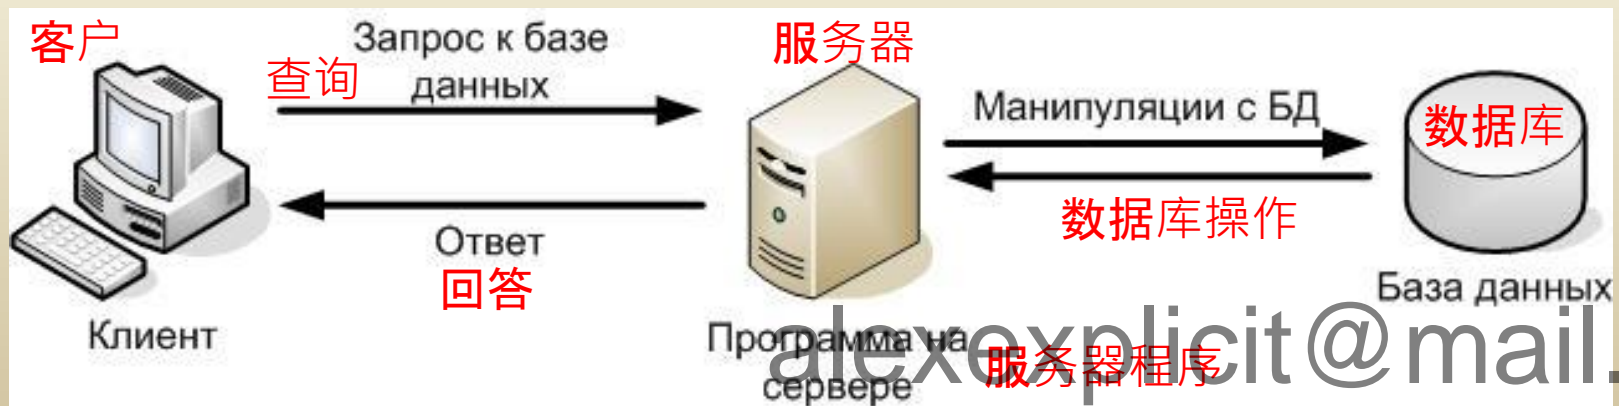 客户
Запрос к базе
данных
查询
服务器
Манипуляции с БД
数据库
数据库操作
Ответ
回答
Клиент
Программа на
сервере
服务器程序
База данных
alexexplicit@mail.